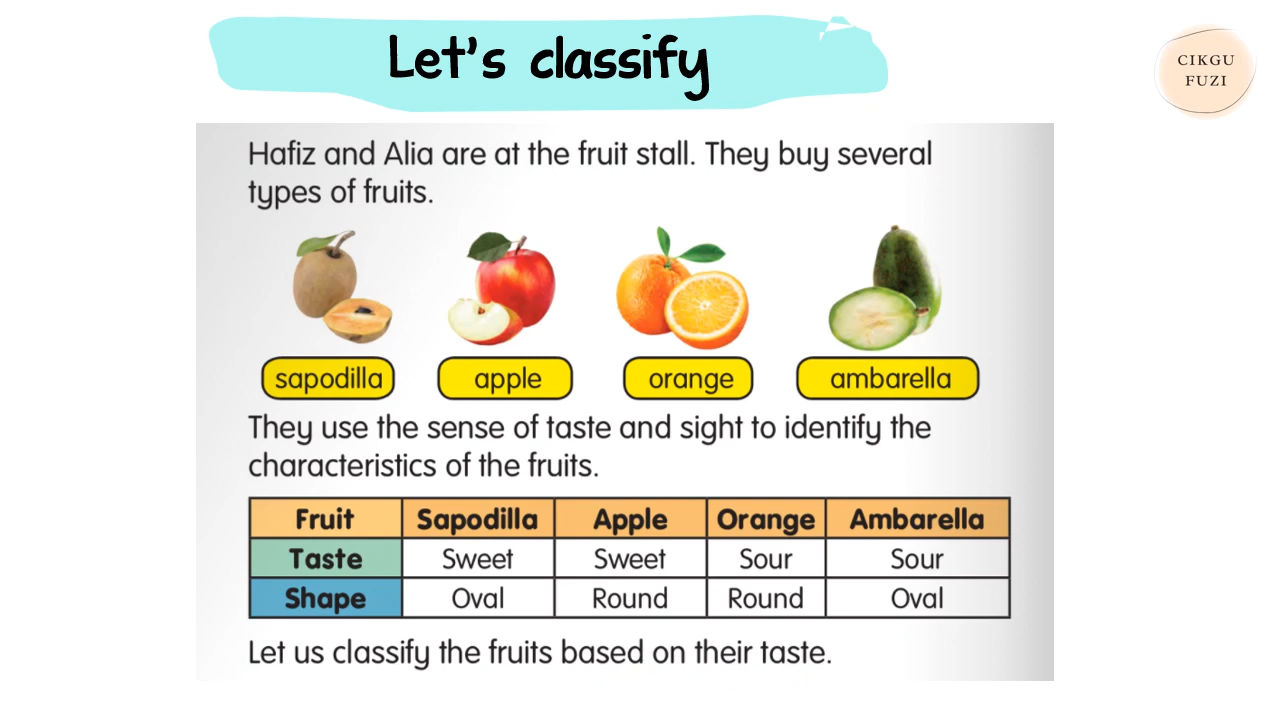 Let's classify
CIKGU
FUZI
Hafiz and Alia are at the fruit stall. They buy several
types of fruits.
sapodilla apple orange ambarella
They use the sense of taste and sight to identify the
characteristics of the fruits.
Fruit Sapodilla Apple Orange Ambarella
Taste Sweet Sweet Sour Sour
Shape Oval Round Round Oval
Let us classify the fruits based on their taste.